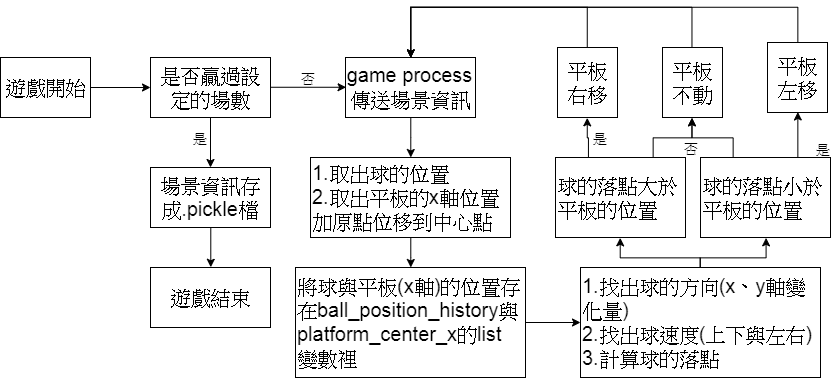 遊戲開始
是否贏過設
定的場數
否
game process
傳送場景資訊
平板
右移
平板
不動
平板
左移
是
是
否
是
場景資訊存
成.pickle檔
1.取出球的位置
2.取出平板的x軸位置
加原點位移到中心點
球的落點大於
平板的位置
球的落點小於
平板的位置
遊戲結束
將球與平板(x軸)的位置存
在ball_position_history與
platform_center_x的list
變數裡
1.找出球的方向(x、y軸變
化量)
2.找出球速度(上下與左右)
3.計算球的落點